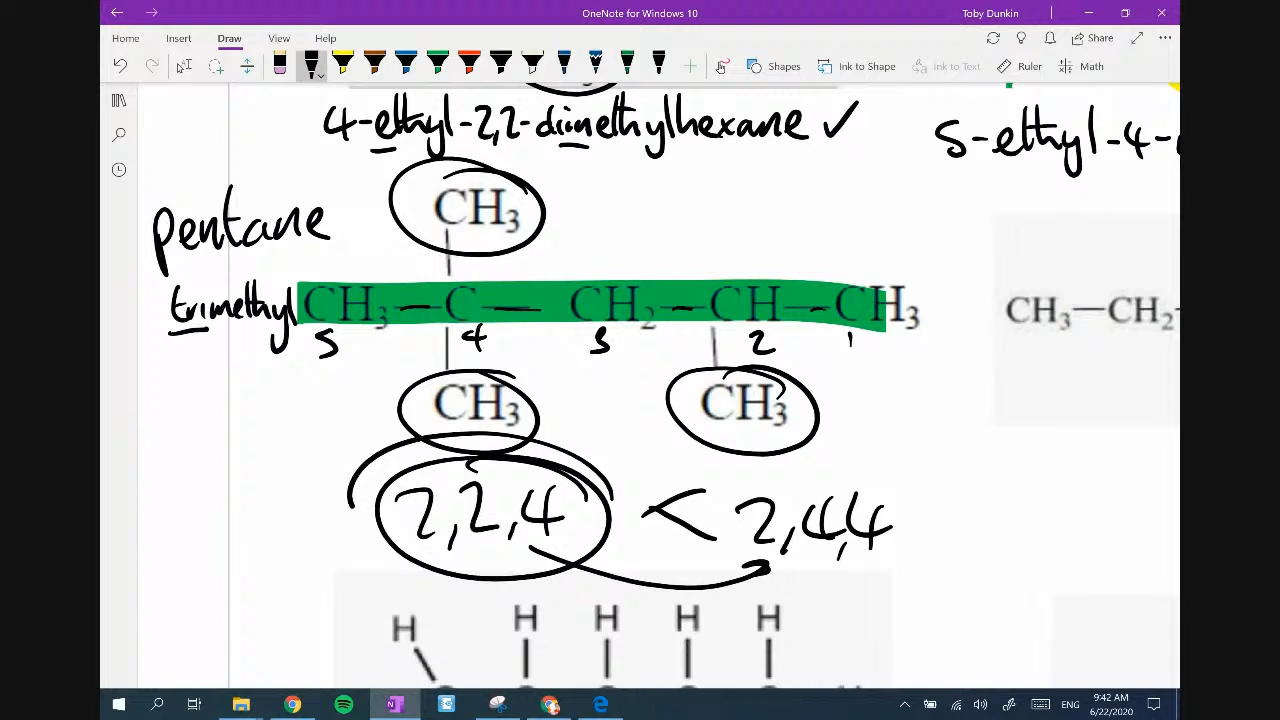 OneNote for Windows 10
Toby Dunkin
Home Insert Draw View Help
Share
Shapes Ink to Shape Ink to Text Ruler Math
4-ethyl-2,2-dimethylhexane ✓
5-ethyl-4-
CH₃
pentane
trimethyl CH₃—C—CH₂—CH—CH₃
5 4 3 2 1
CH₃—CH₂
CH₃ CH₃
2,2,4 < 2,4,4
H H H H H
9:42 AM
6/22/2020